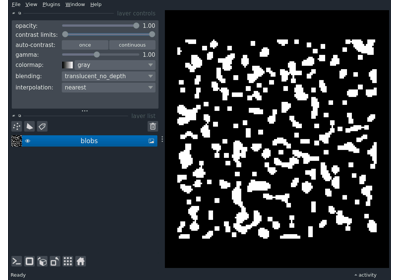 File View Plugins Window Help
layer controls
opacity: 1.00
contrast limits:
auto-contrast: once continuous
gamma: 1.00
colormap: gray
blending: translucent_no_depth
interpolation: nearest
layer list
blobs
Ready activity